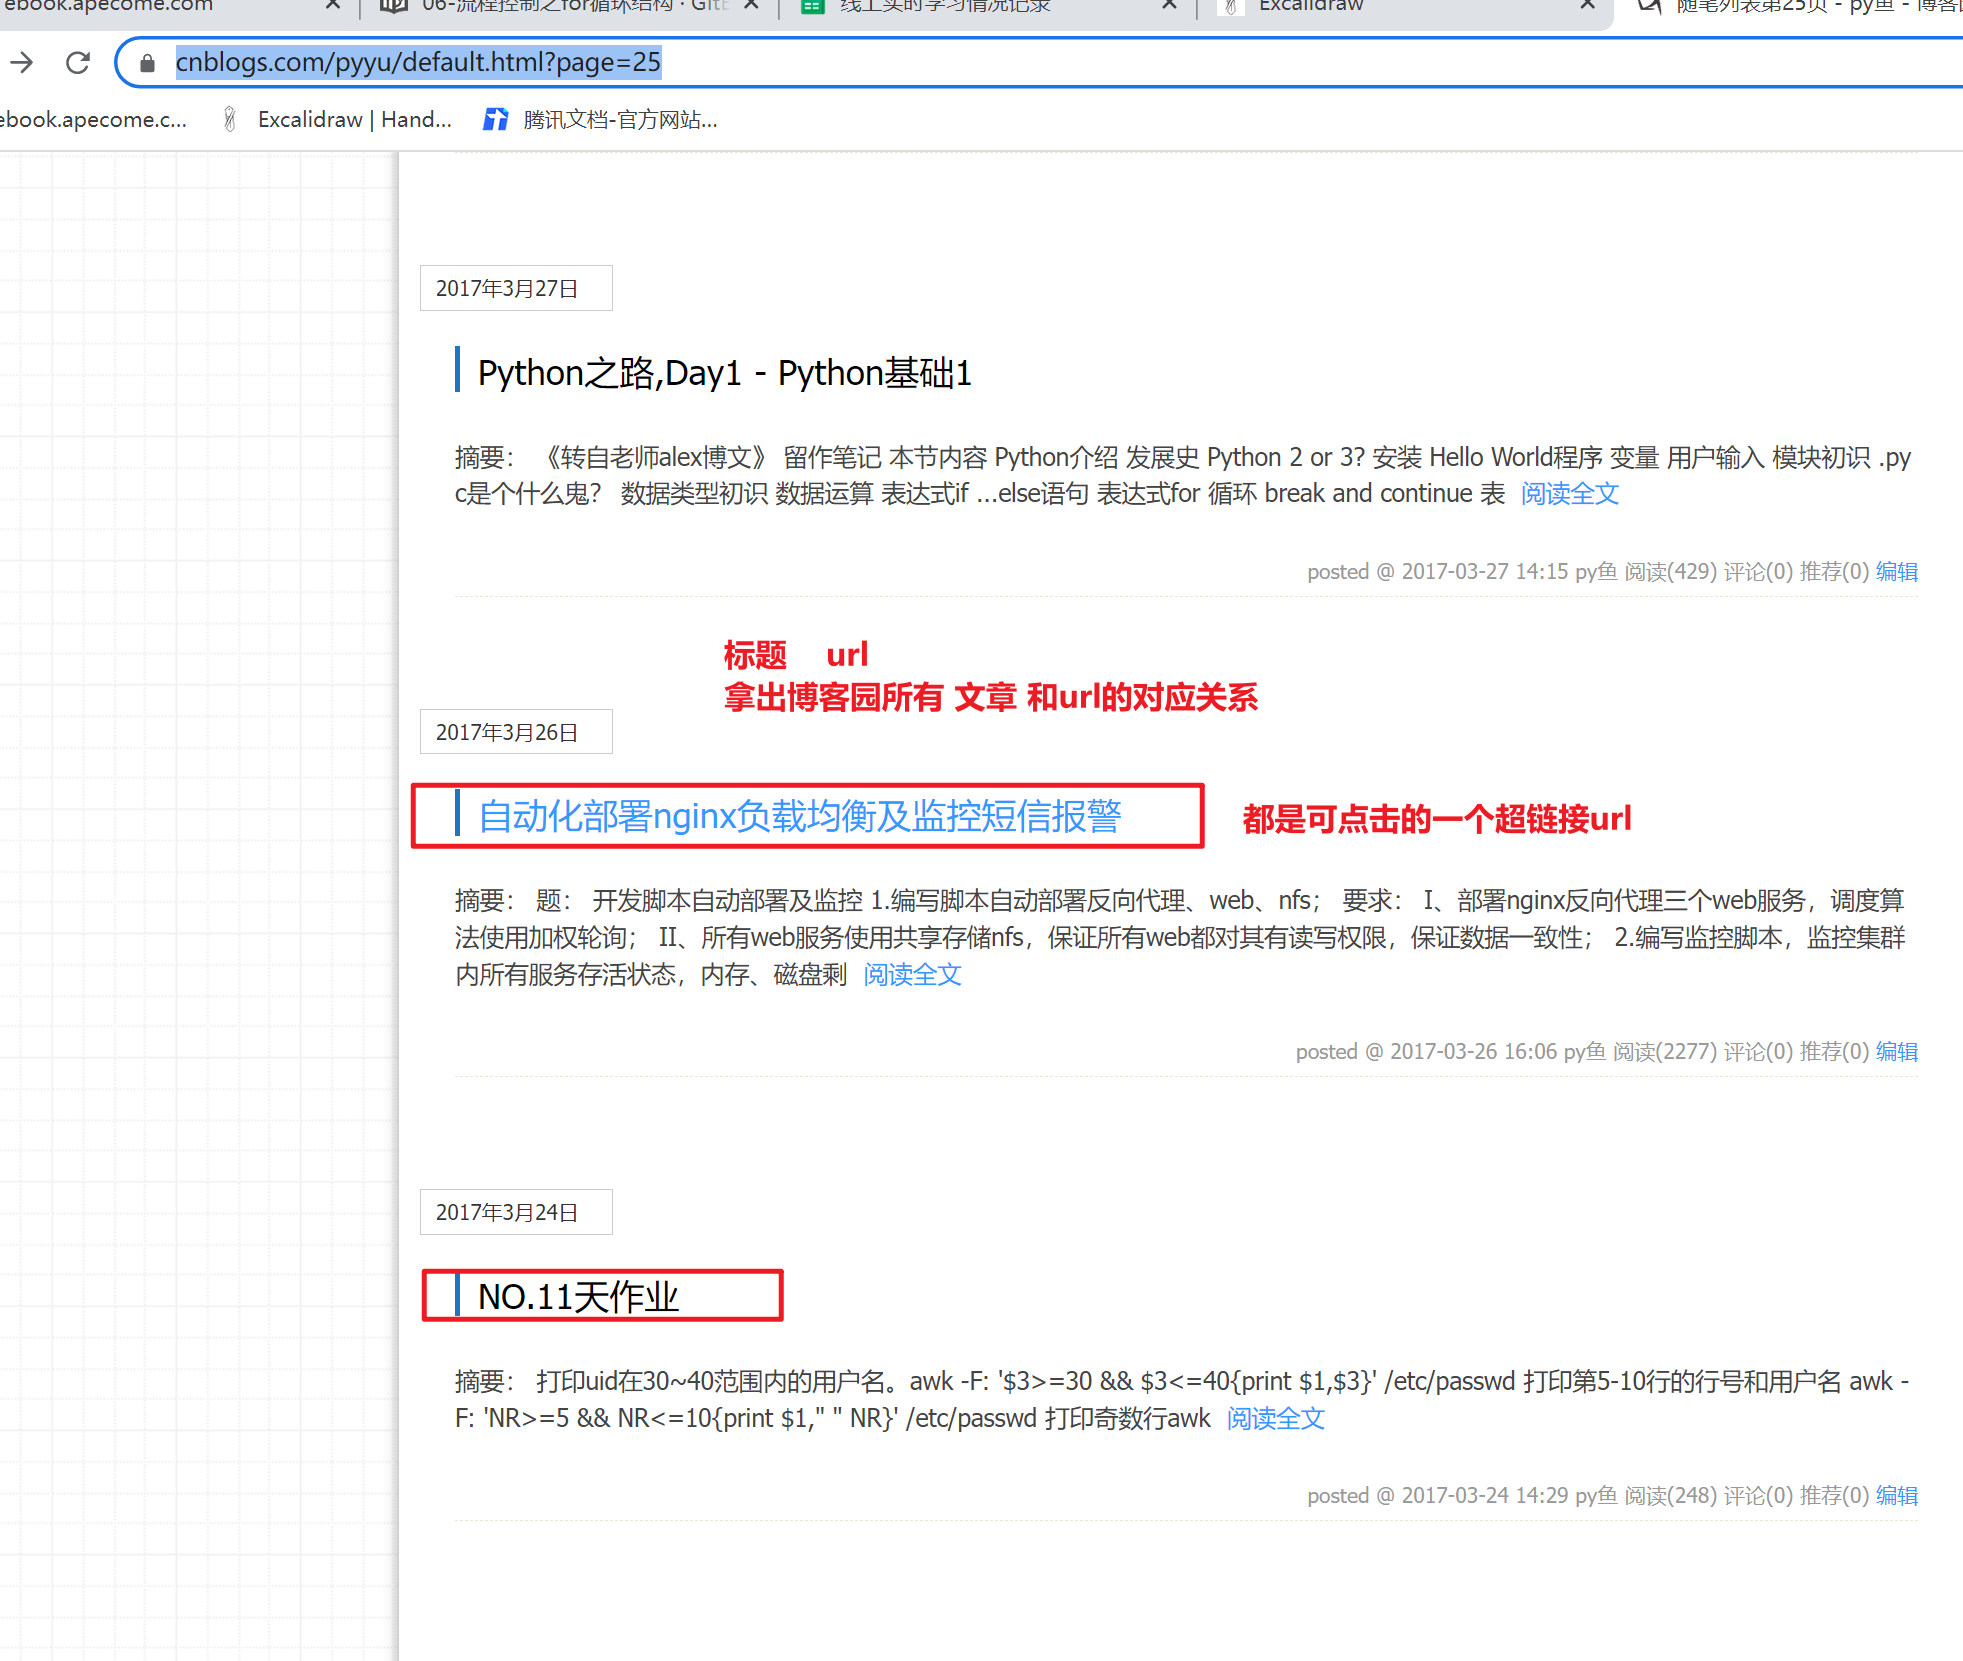 ebook.apecome.com
06-流程控制之for循环结构 · GitB
线上实时学习情况记录
Excalidraw
随笔列表第25页 - py鱼 - 博客
cnblogs.com/pyyu/default.html?page=25
ebook.apecome.c...
Excalidraw | Hand...
腾讯文档-官方网站...
2017年3月27日
Python之路,Day1 - Python基础1
摘要： 《转自老师alex博文》 留作笔记 本节内容 Python介绍 发展史 Python 2 or 3? 安装 Hello World程序 变量 用户输入 模块初识 .py
c是个什么鬼？ 数据类型初识 数据运算 表达式if ...else语句 表达式for 循环 break and continue 表 阅读全文
posted @ 2017-03-27 14:15 py鱼 阅读(429) 评论(0) 推荐(0) 编辑
标题 url
拿出博客园所有 文章 和url的对应关系
2017年3月26日
自动化部署nginx负载均衡及监控短信报警
都是可点击的一个超链接url
摘要： 题： 开发脚本自动部署及监控 1.编写脚本自动部署反向代理、web、nfs； 要求： I、部署nginx反向代理三个web服务，调度算
法使用加权轮询； II、所有web服务使用共享存储nfs，保证所有web都对其有读写权限，保证数据一致性； 2.编写监控脚本，监控集群
内所有服务存活状态，内存、磁盘剩 阅读全文
posted @ 2017-03-26 16:06 py鱼 阅读(2277) 评论(0) 推荐(0) 编辑
2017年3月24日
NO.11天作业
摘要： 打印uid在30~40范围内的用户名。awk -F: '$3>=30 && $3<=40{print $1,$3}' /etc/passwd 打印第5-10行的行号和用户名 awk -
F: 'NR>=5 && NR<=10{print $1," " NR}' /etc/passwd 打印奇数行awk 阅读全文
posted @ 2017-03-24 14:29 py鱼 阅读(248) 评论(0) 推荐(0) 编辑